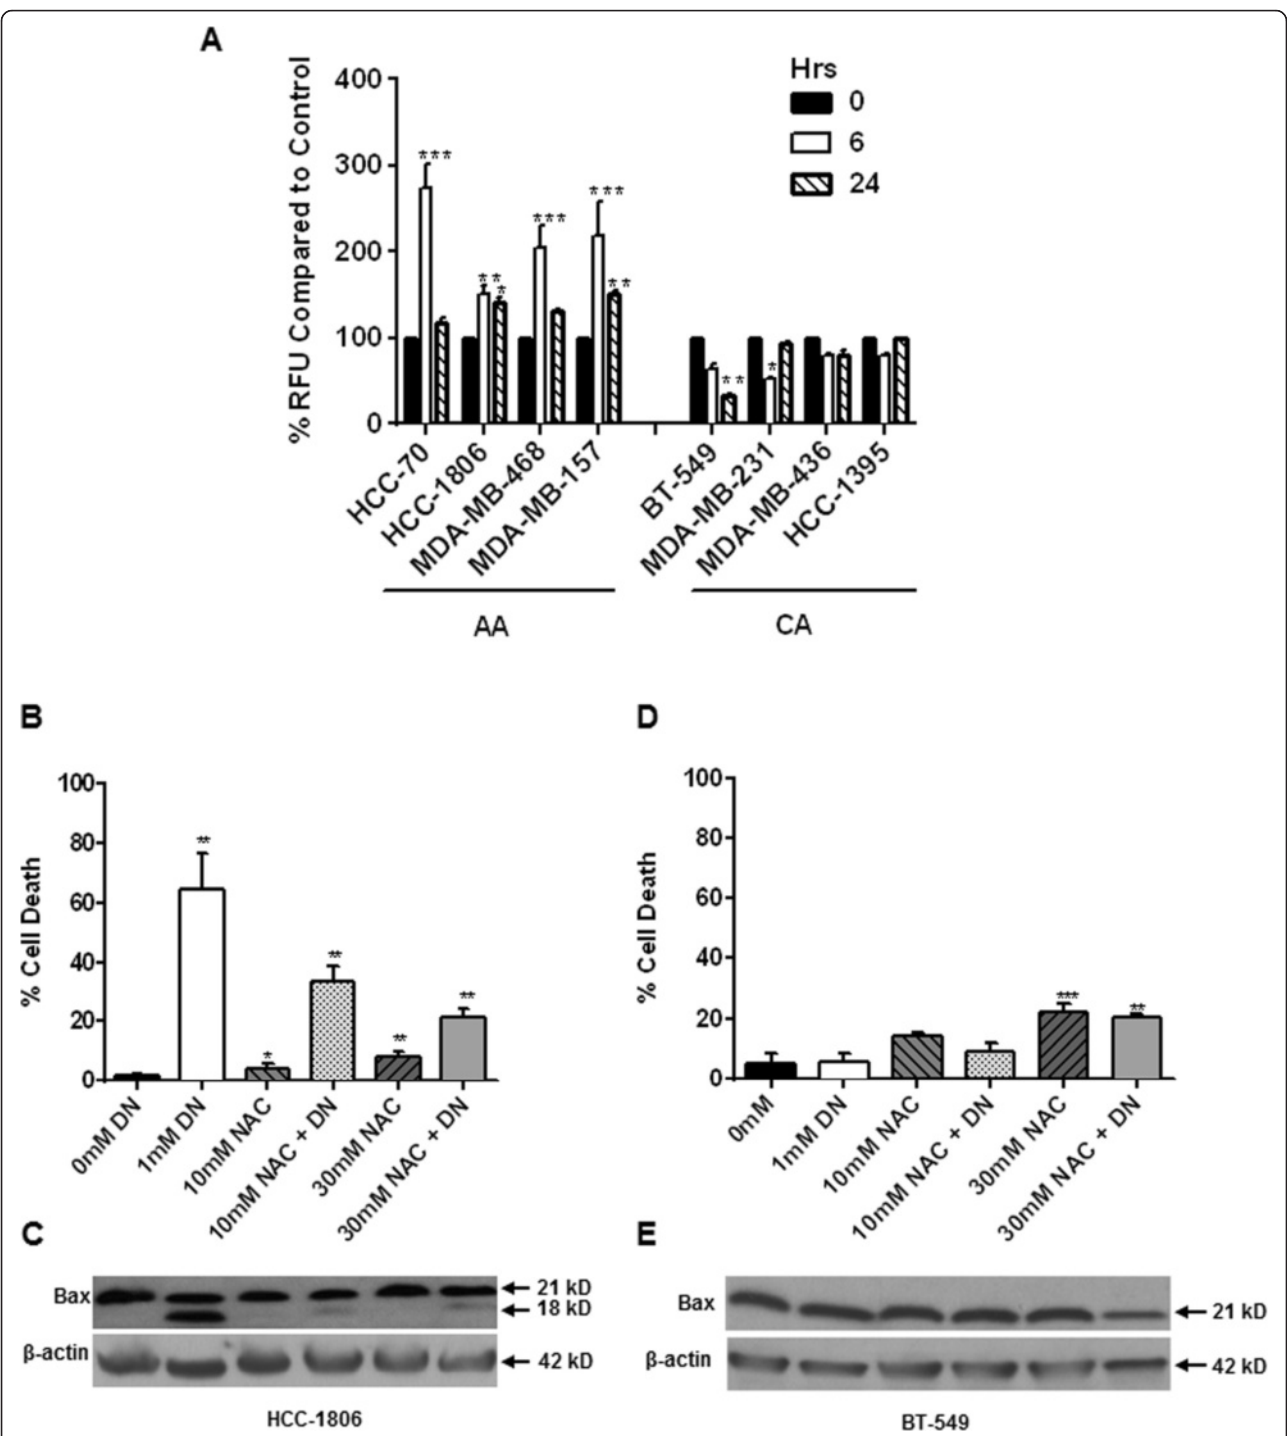 A
% RFU Compared to Control
400
300
200
100
0
Hrs
0
6
24
***
** *
***
***
**
**
*
HCC-70
HCC-1806
MDA-MB-468
MDA-MB-157
BT-549
MDA-MB-231
MDA-MB-436
HCC-1395
AA
CA
B
% Cell Death
100
80
60
40
20
0
**
*
**
**
**
0mM DN
1mM DN
10mM NAC
10mM NAC + DN
30mM NAC
30mM NAC + DN
D
% Cell Death
100
80
60
40
20
0
***
**
0mM
1mM DN
10mM NAC
10mM NAC + DN
30mM NAC
30mM NAC + DN
C
Bax
21 kD
18 kD
β-actin
42 kD
HCC-1806
E
Bax
21 kD
β-actin
42 kD
BT-549